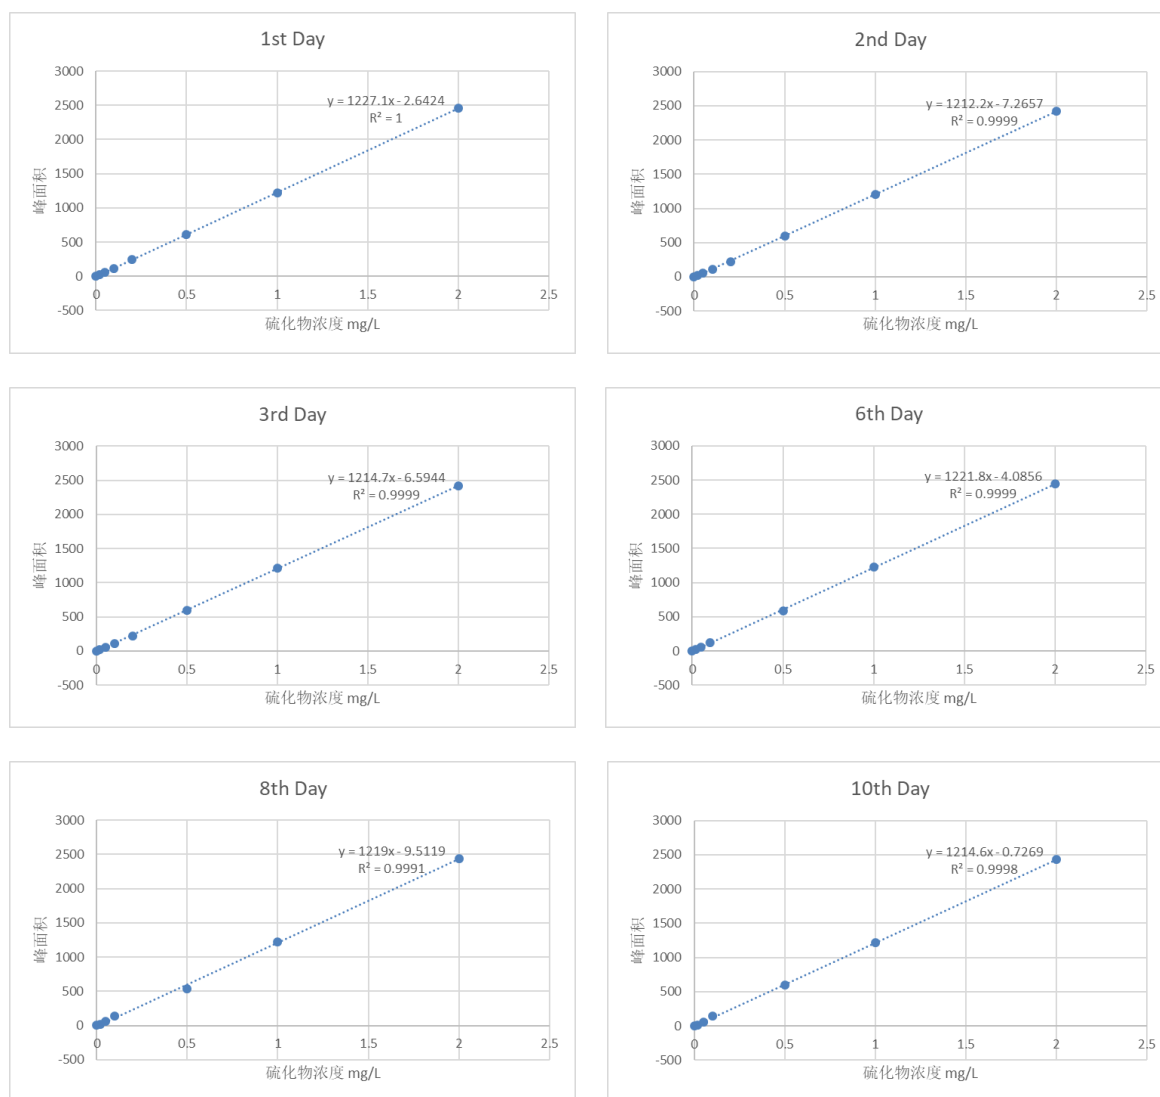 1st Day
3000
2500
2000
1500
1000
500
0
-500
峰面积
y = 1227.1x - 2.6424
R² = 1
0 0.5 1 1.5 2 2.5
硫化物浓度 mg/L
2nd Day
3000
2500
2000
1500
1000
500
0
-500
峰面积
y = 1212.2x - 7.2657
R² = 0.9999
0 0.5 1 1.5 2 2.5
硫化物浓度 mg/L
3rd Day
3000
2500
2000
1500
1000
500
0
-500
峰面积
y = 1214.7x - 6.5944
R² = 0.9999
0 0.5 1 1.5 2 2.5
硫化物浓度 mg/L
6th Day
3000
2500
2000
1500
1000
500
0
-500
峰面积
y = 1221.8x - 4.0856
R² = 0.9999
0 0.5 1 1.5 2 2.5
硫化物浓度 mg/L
8th Day
3000
2500
2000
1500
1000
500
0
-500
峰面积
y = 1219x - 9.5119
R² = 0.9991
0 0.5 1 1.5 2 2.5
硫化物浓度 mg/L
10th Day
3000
2500
2000
1500
1000
500
0
-500
峰面积
y = 1214.6x - 0.7269
R² = 0.9998
0 0.5 1 1.5 2 2.5
硫化物浓度 mg/L